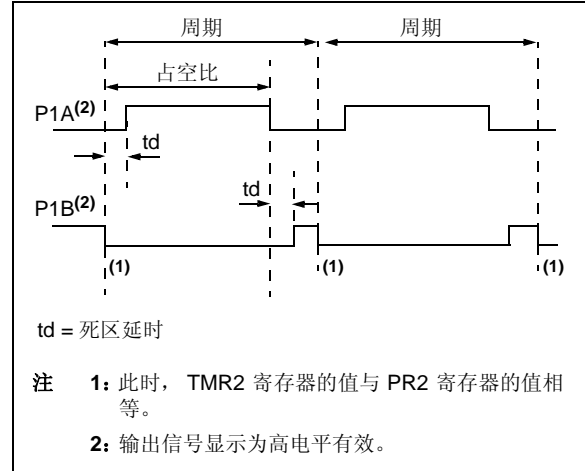 周期 周期
占空比
P1A(2)
td
td
P1B(2)
(1) (1) (1)
td = 死区延时
注 1: 此时， TMR2 寄存器的值与 PR2 寄存器的值相
等。
2: 输出信号显示为高电平有效。